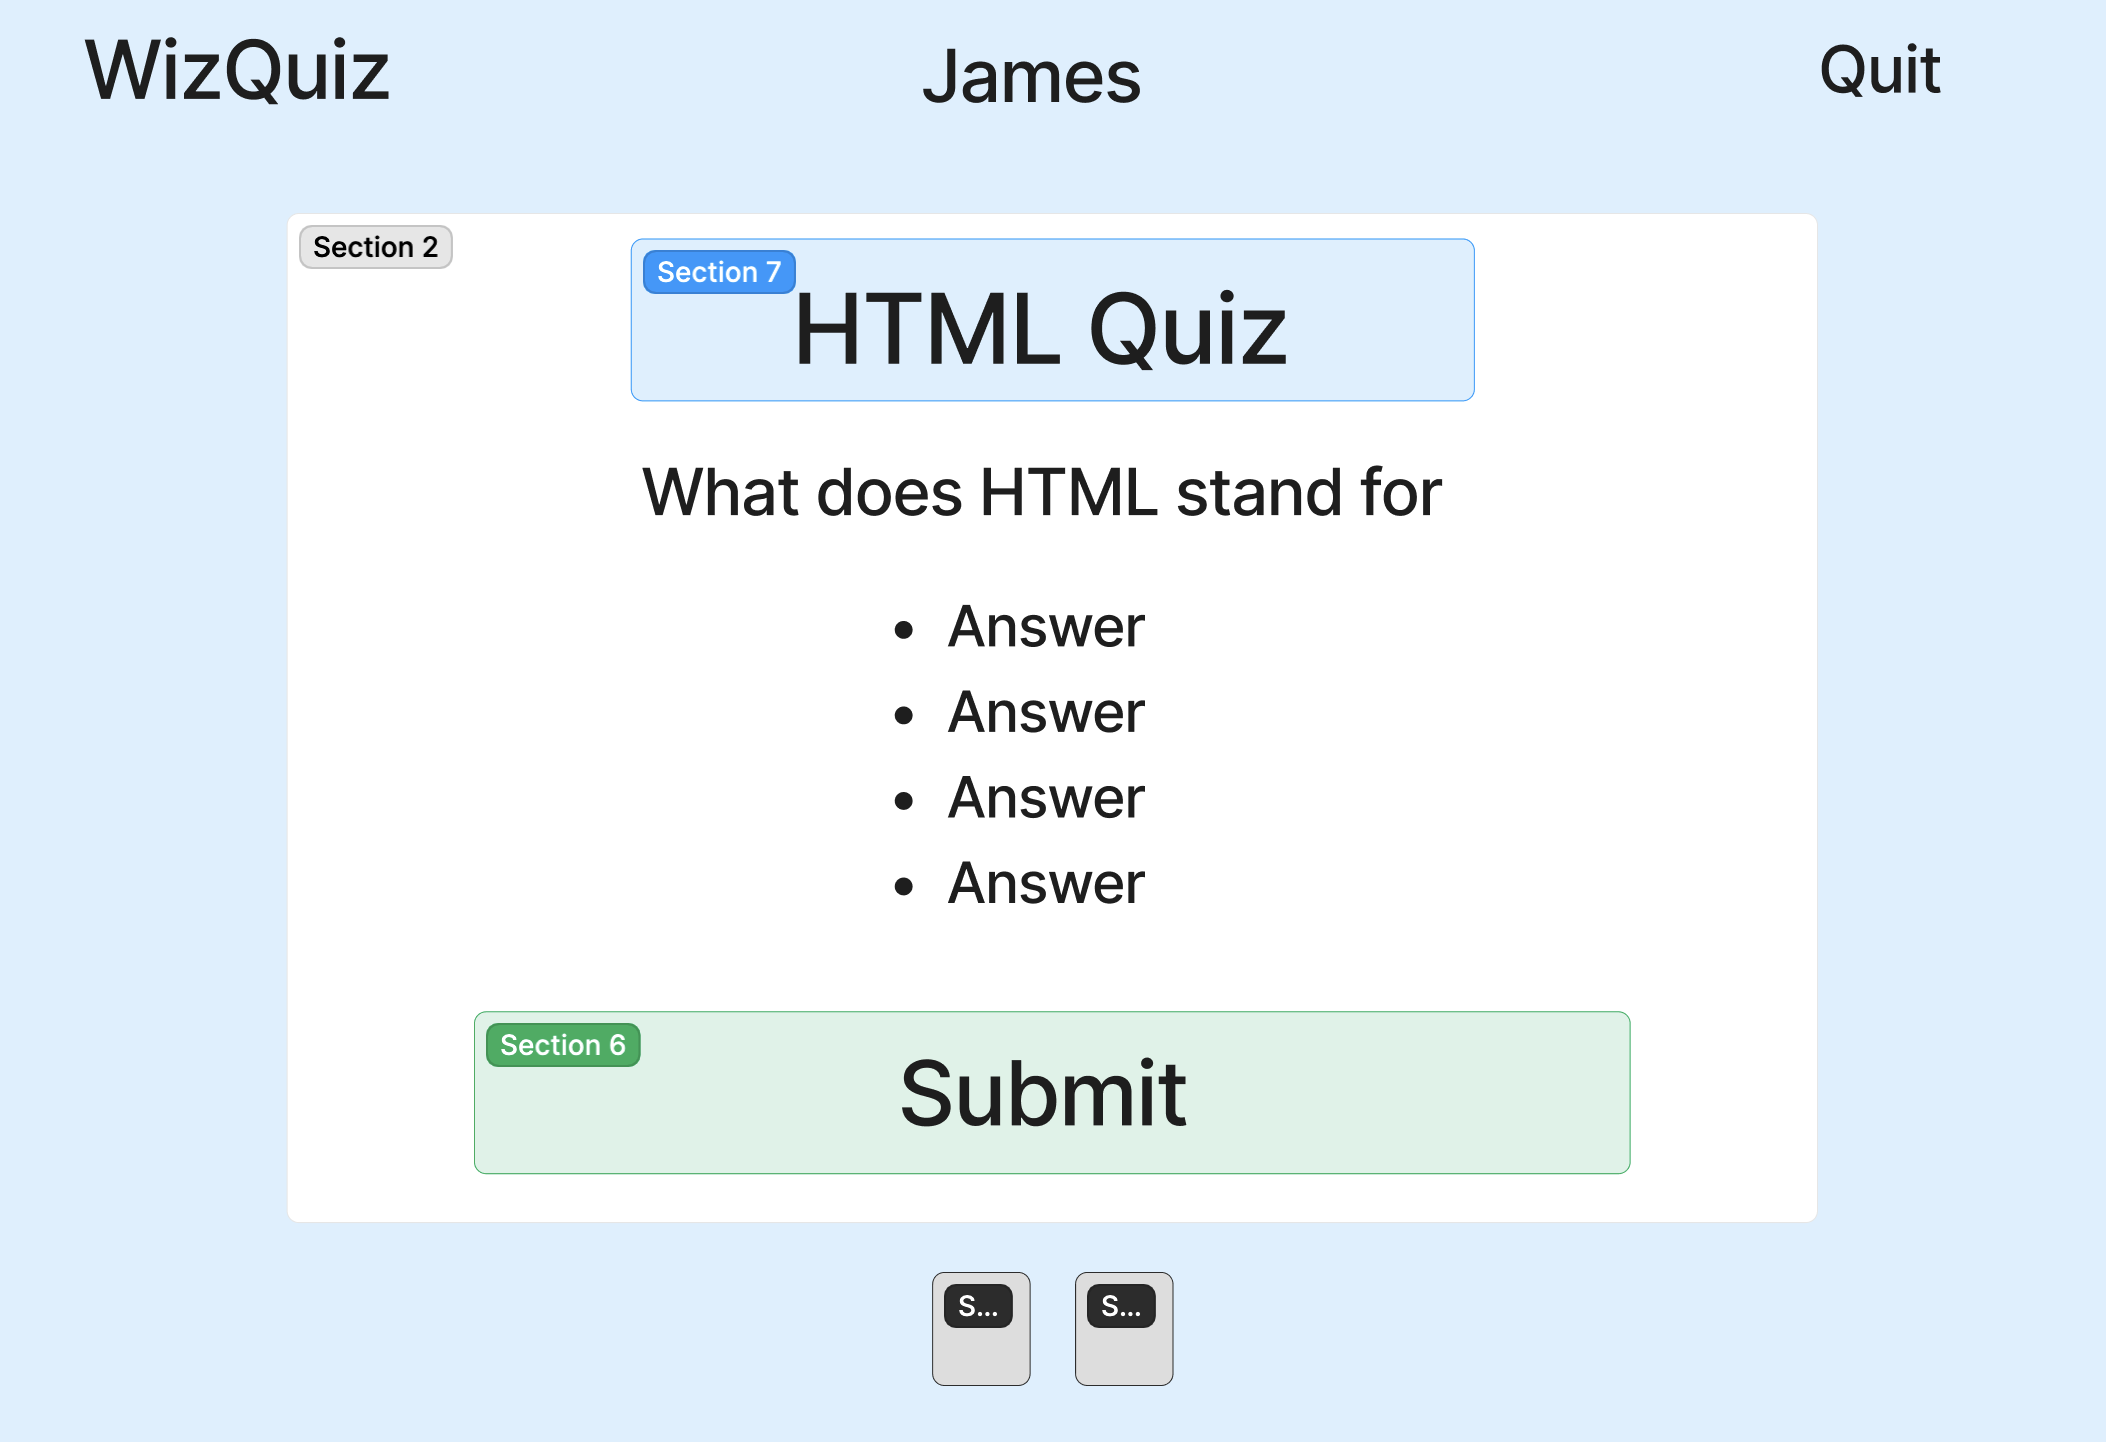 WizQuiz
James
Quit
Section 2
Section 7
HTML Quiz
What does HTML stand for
• Answer
• Answer
• Answer
• Answer
Section 6
Submit
S...
S...